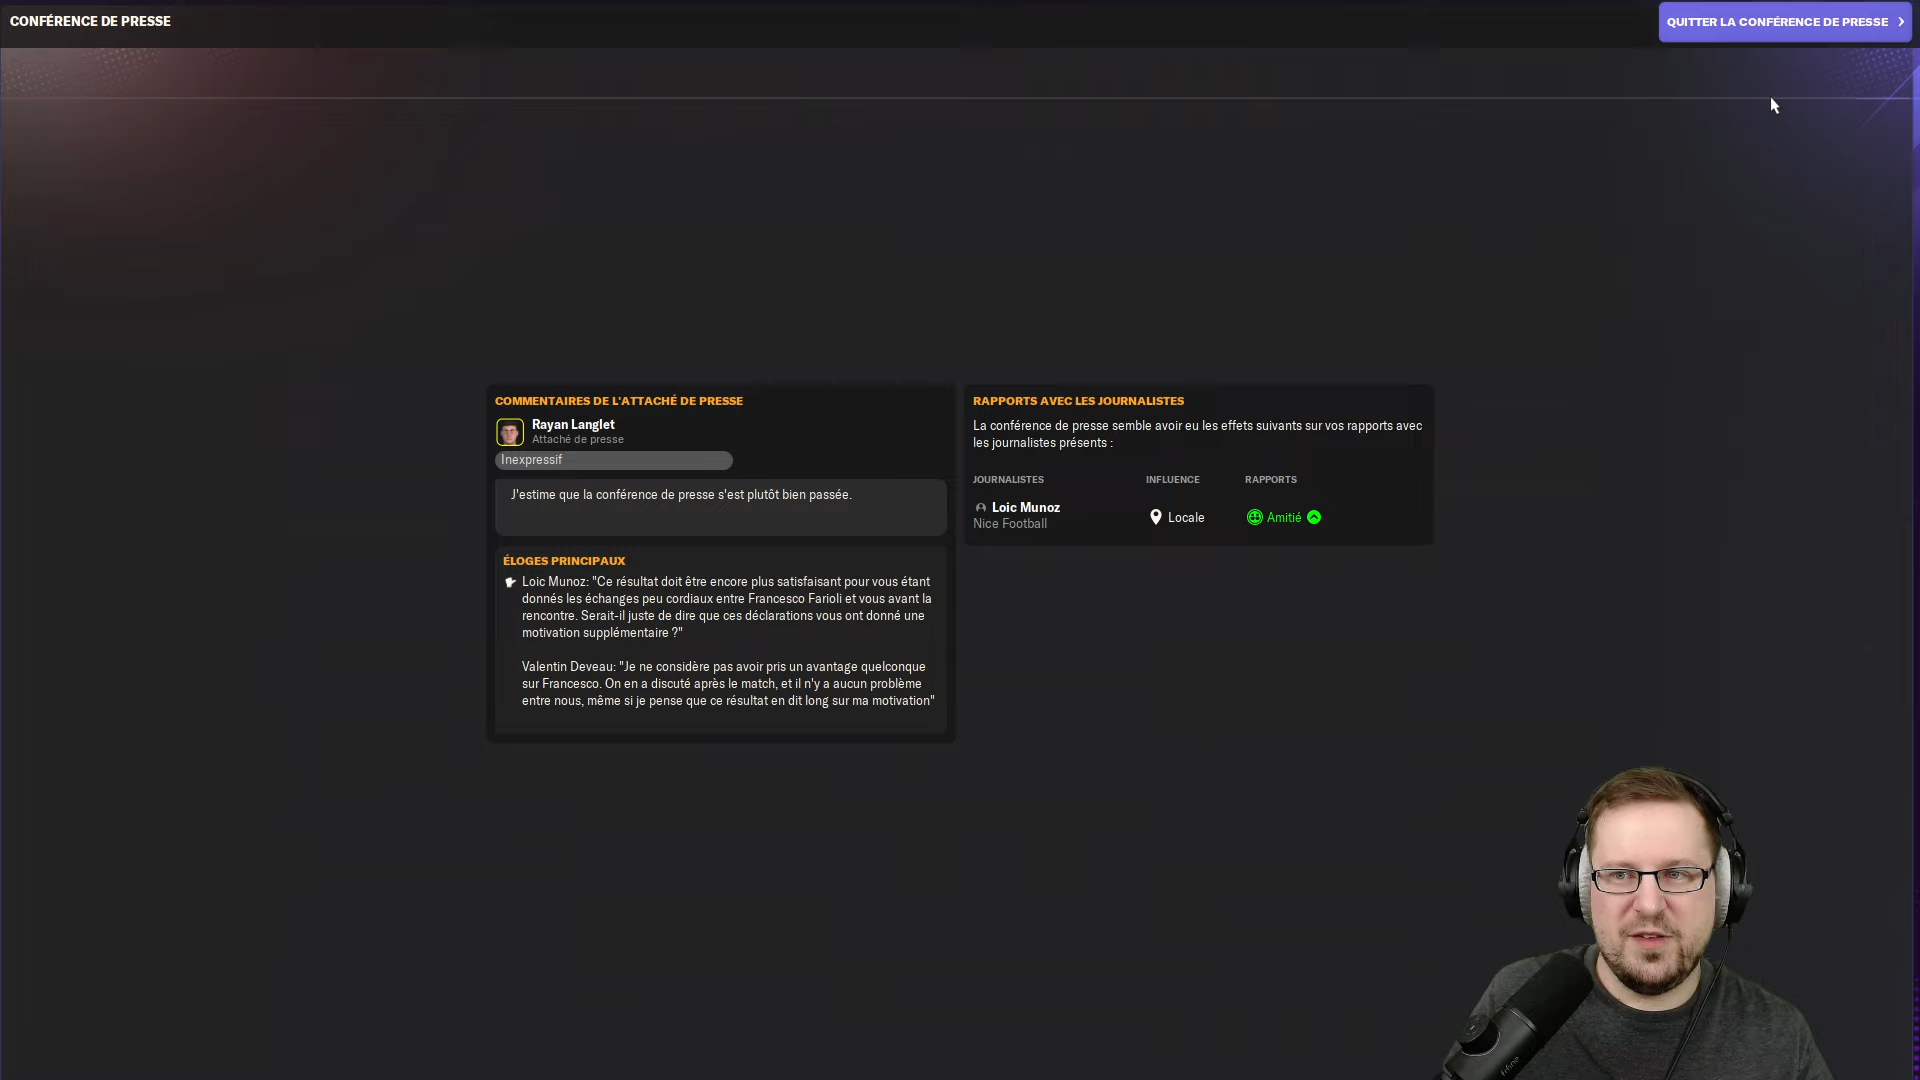 CONFÉRENCE DE PRESSE
QUITTER LA CONFÉRENCE DE PRESSE
COMMENTAIRES DE L'ATTACHÉ DE PRESSE
Rayan Langlet
Attaché de presse
Inexpressif
J'estime que la conférence de presse s'est plutôt bien passée.
ÉLOGES PRINCIPAUX
Loic Munoz: "Ce résultat doit être encore plus satisfaisant pour vous étant
donnés les échanges peu cordiaux entre Francesco Farioli et vous avant la
rencontre. Serait-il juste de dire que ces déclarations vous ont donné une
motivation supplémentaire ?"
Valentin Deveau: "Je ne considère pas avoir pris un avantage quelconque
sur Francesco. On en a discuté après le match, et il n'y a aucun problème
entre nous, même si je pense que ce résultat en dit long sur ma motivation"
RAPPORTS AVEC LES JOURNALISTES
La conférence de presse semble avoir eu les effets suivants sur vos rapports avec
les journalistes présents :
JOURNALISTES INFLUENCE RAPPORTS
Loic Munoz
Nice Football
Locale
Amitié
fifine